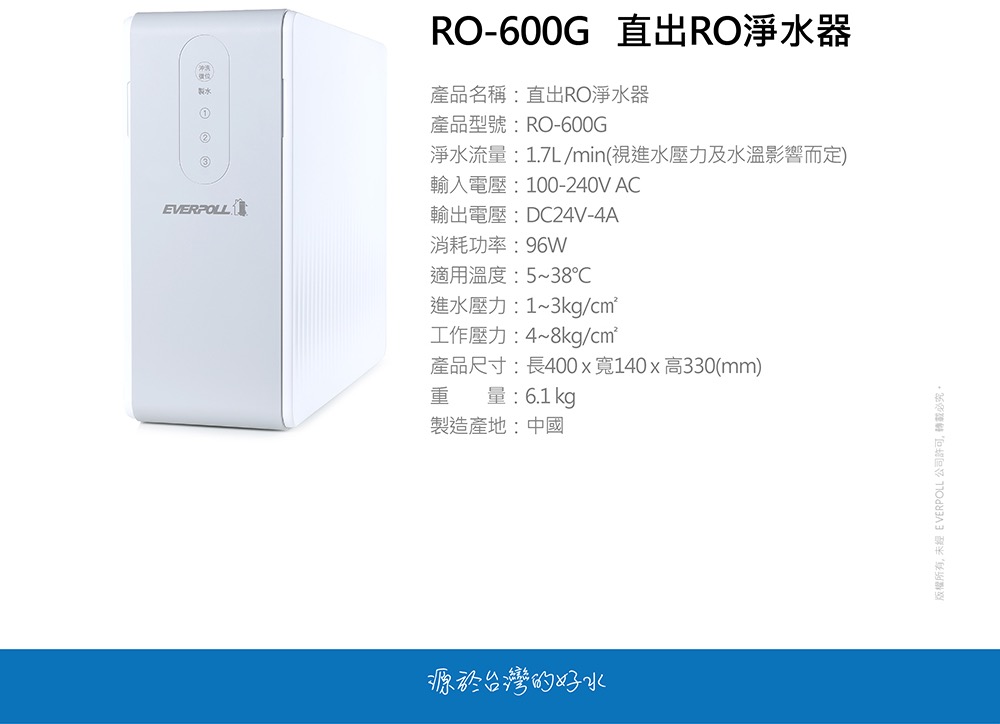 RO-600G 直出RO淨水器
沖洗
復位
製水
1
2
3
EVERPOLL
產品名稱：直出RO淨水器
產品型號：RO-600G
淨水流量：1.7L /min(視進水壓力及水溫影響而定)
輸入電壓：100-240V AC
輸出電壓：DC24V-4A
消耗功率：96W
適用溫度：5~38℃
進水壓力：1~3kg/cm²
工作壓力：4~8kg/cm²
產品尺寸：長400 x 寬140 x 高330(mm)
重 量：6.1 kg
製造產地：中國
版權所有, 未經 EVERPOLL 公司許可, 轉載必究。
源於台灣的好水